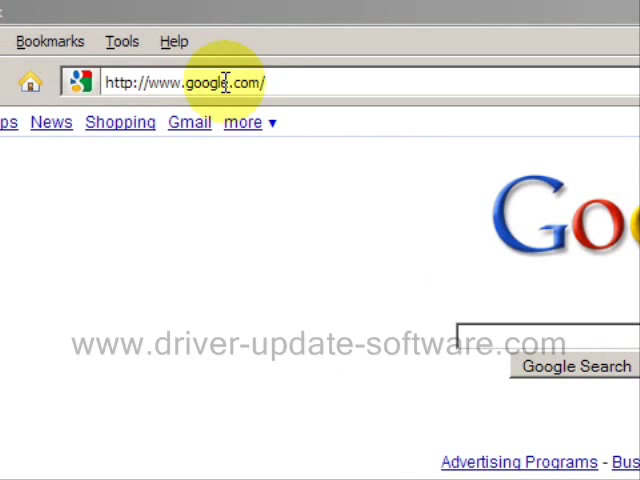 Bookmarks Tools Help
http://www.google.com/
ps News Shopping Gmail more ▼
Goo
www.driver-update-software.com
Google Search
Advertising Programs - Bus